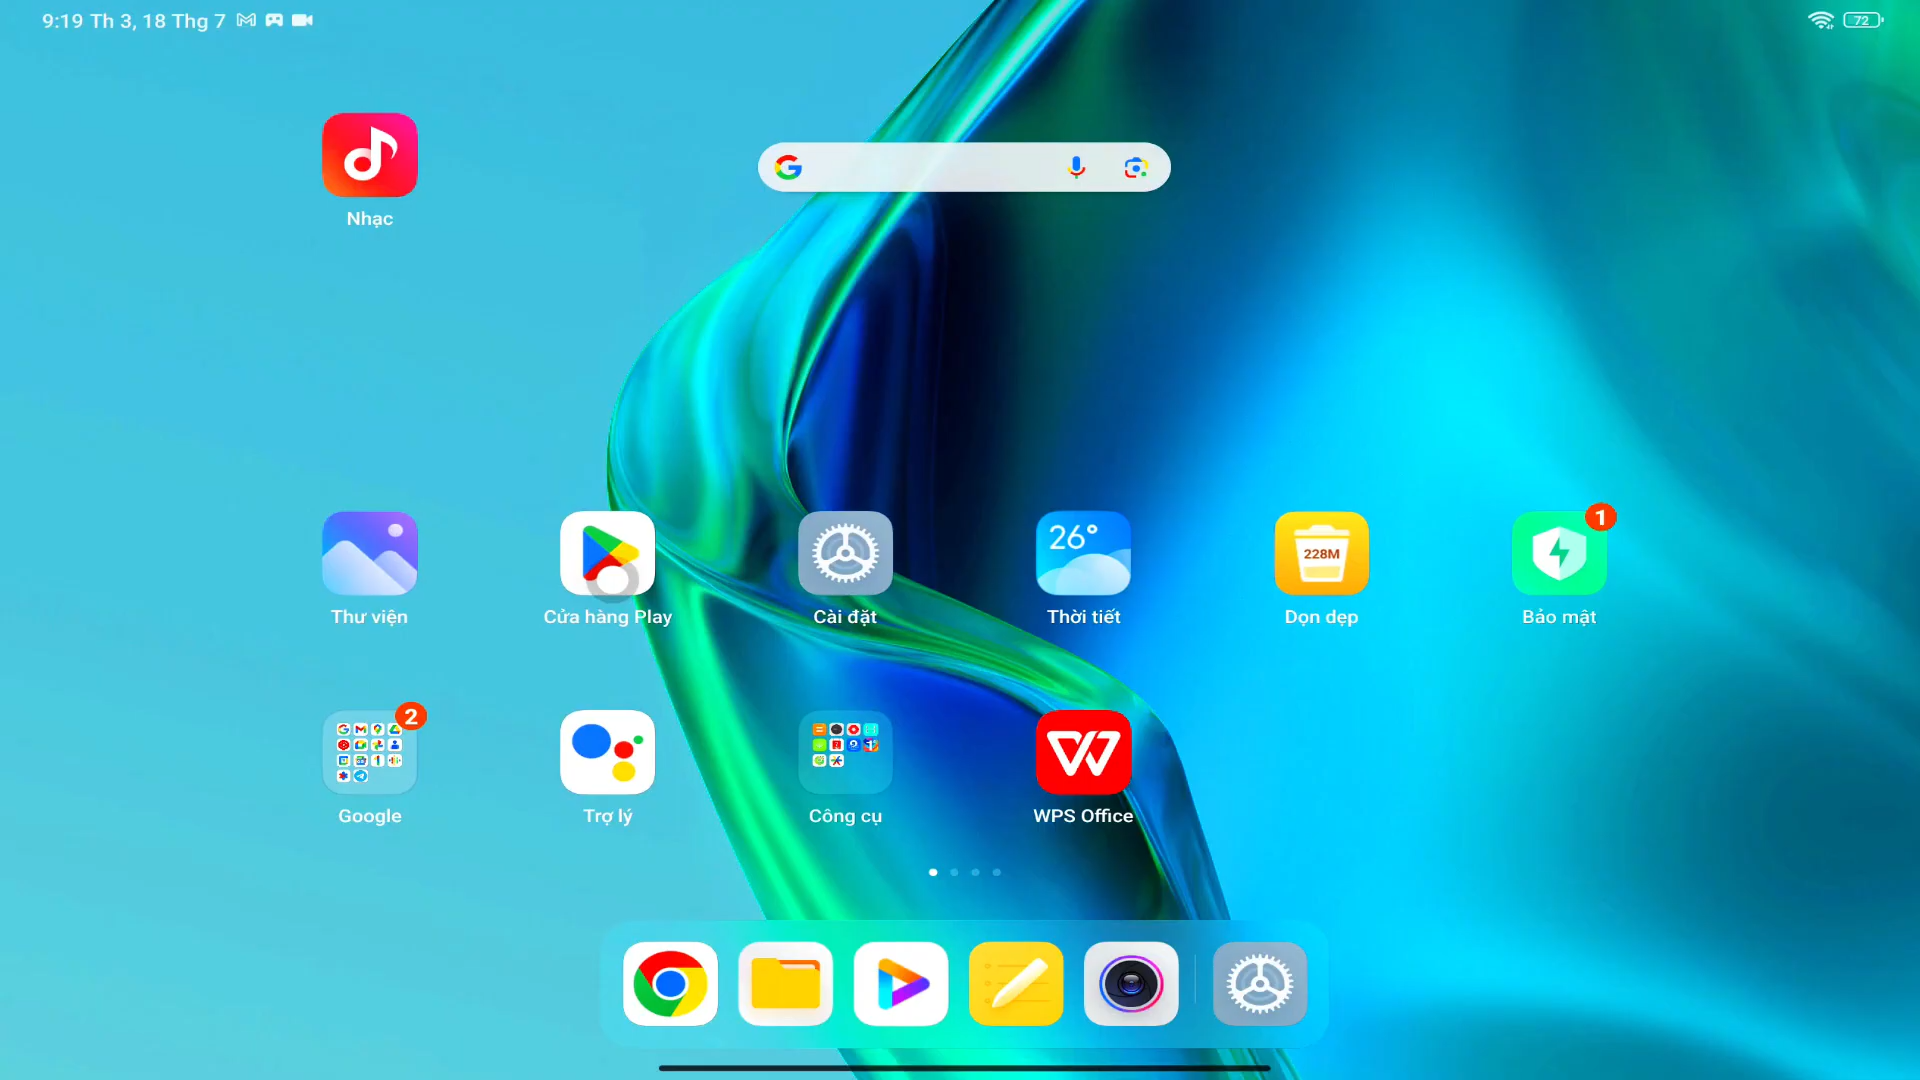 9:19 Th 3, 18 Thg 7
72
Nhạc
26°
228M
1
Thư viện
Cửa hàng Play
Cài đặt
Thời tiết
Dọn dẹp
Bảo mật
2
Google
Trợ lý
Công cụ
WPS Office